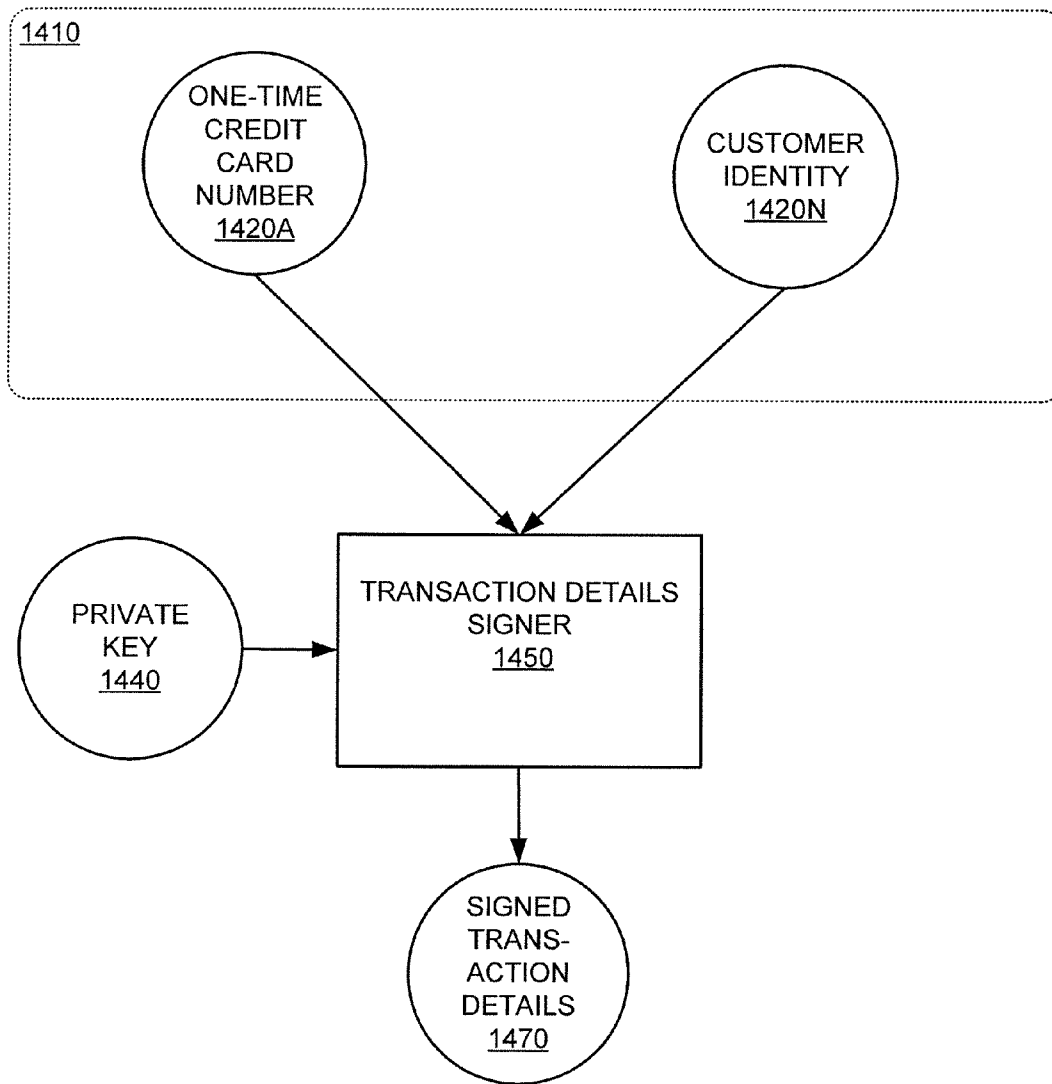 1410
ONE-TIME
CREDIT
CARD
NUMBER
1420A
CUSTOMER
IDENTITY
1420N
PRIVATE
KEY
1440
TRANSACTION DETAILS
SIGNER
1450
SIGNED
TRANS-
ACTION
DETAILS
1470